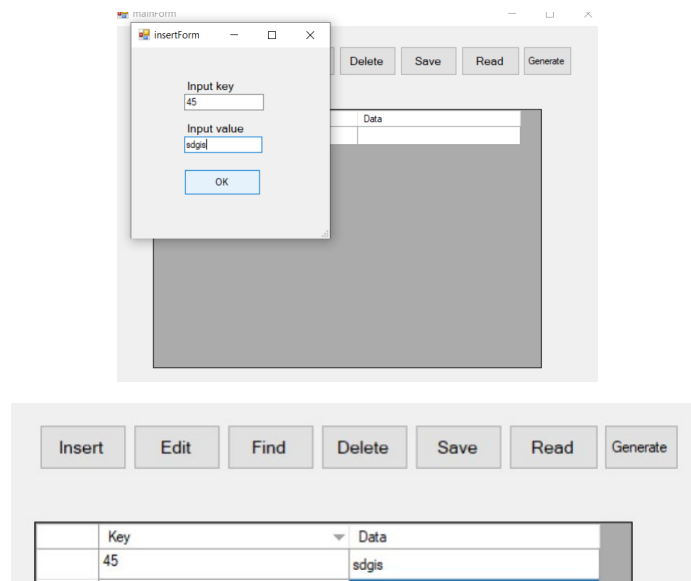 mainForm
insertForm
Delete Save Read Generate
Input key
45
Data
Input value
sdgis
OK
Insert Edit Find Delete Save Read Generate
Key Data
45 sdgis